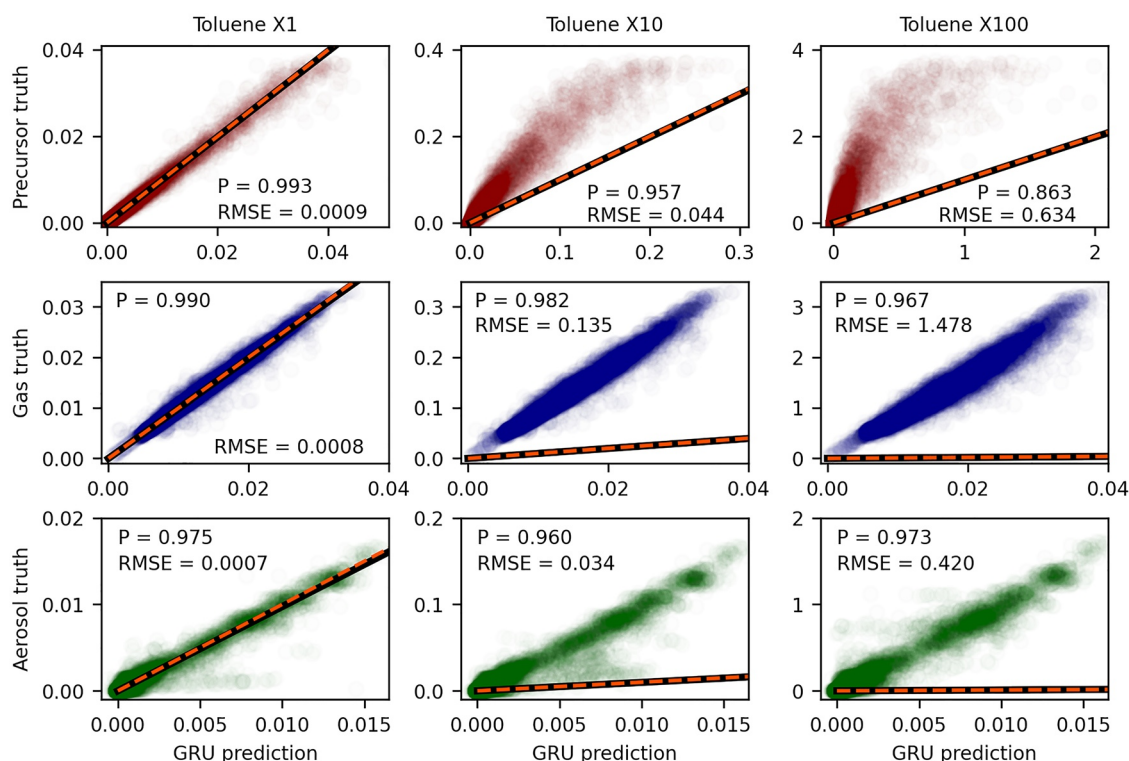 Toluene X1 Toluene X10 Toluene X100
Precursor truth
0.04
0.02
0.00
P = 0.993
RMSE = 0.0009
0.00 0.02 0.04
0.4
0.2
0.0
P = 0.957
RMSE = 0.044
0.0 0.1 0.2 0.3
4
2
0
P = 0.863
RMSE = 0.634
0 1 2
Gas truth
0.03
0.02
0.01
0.00
P = 0.990
RMSE = 0.0008
0.00 0.02 0.04
0.3
0.2
0.1
0.0
P = 0.982
RMSE = 0.135
0.00 0.02 0.04
3
2
1
0
P = 0.967
RMSE = 1.478
0.00 0.02 0.04
Aerosol truth
0.02
0.01
0.00
P = 0.975
RMSE = 0.0007
0.000 0.005 0.010 0.015
GRU prediction
0.2
0.1
0.0
P = 0.960
RMSE = 0.034
0.000 0.005 0.010 0.015
GRU prediction
2
1
0
P = 0.973
RMSE = 0.420
0.000 0.005 0.010 0.015
GRU prediction